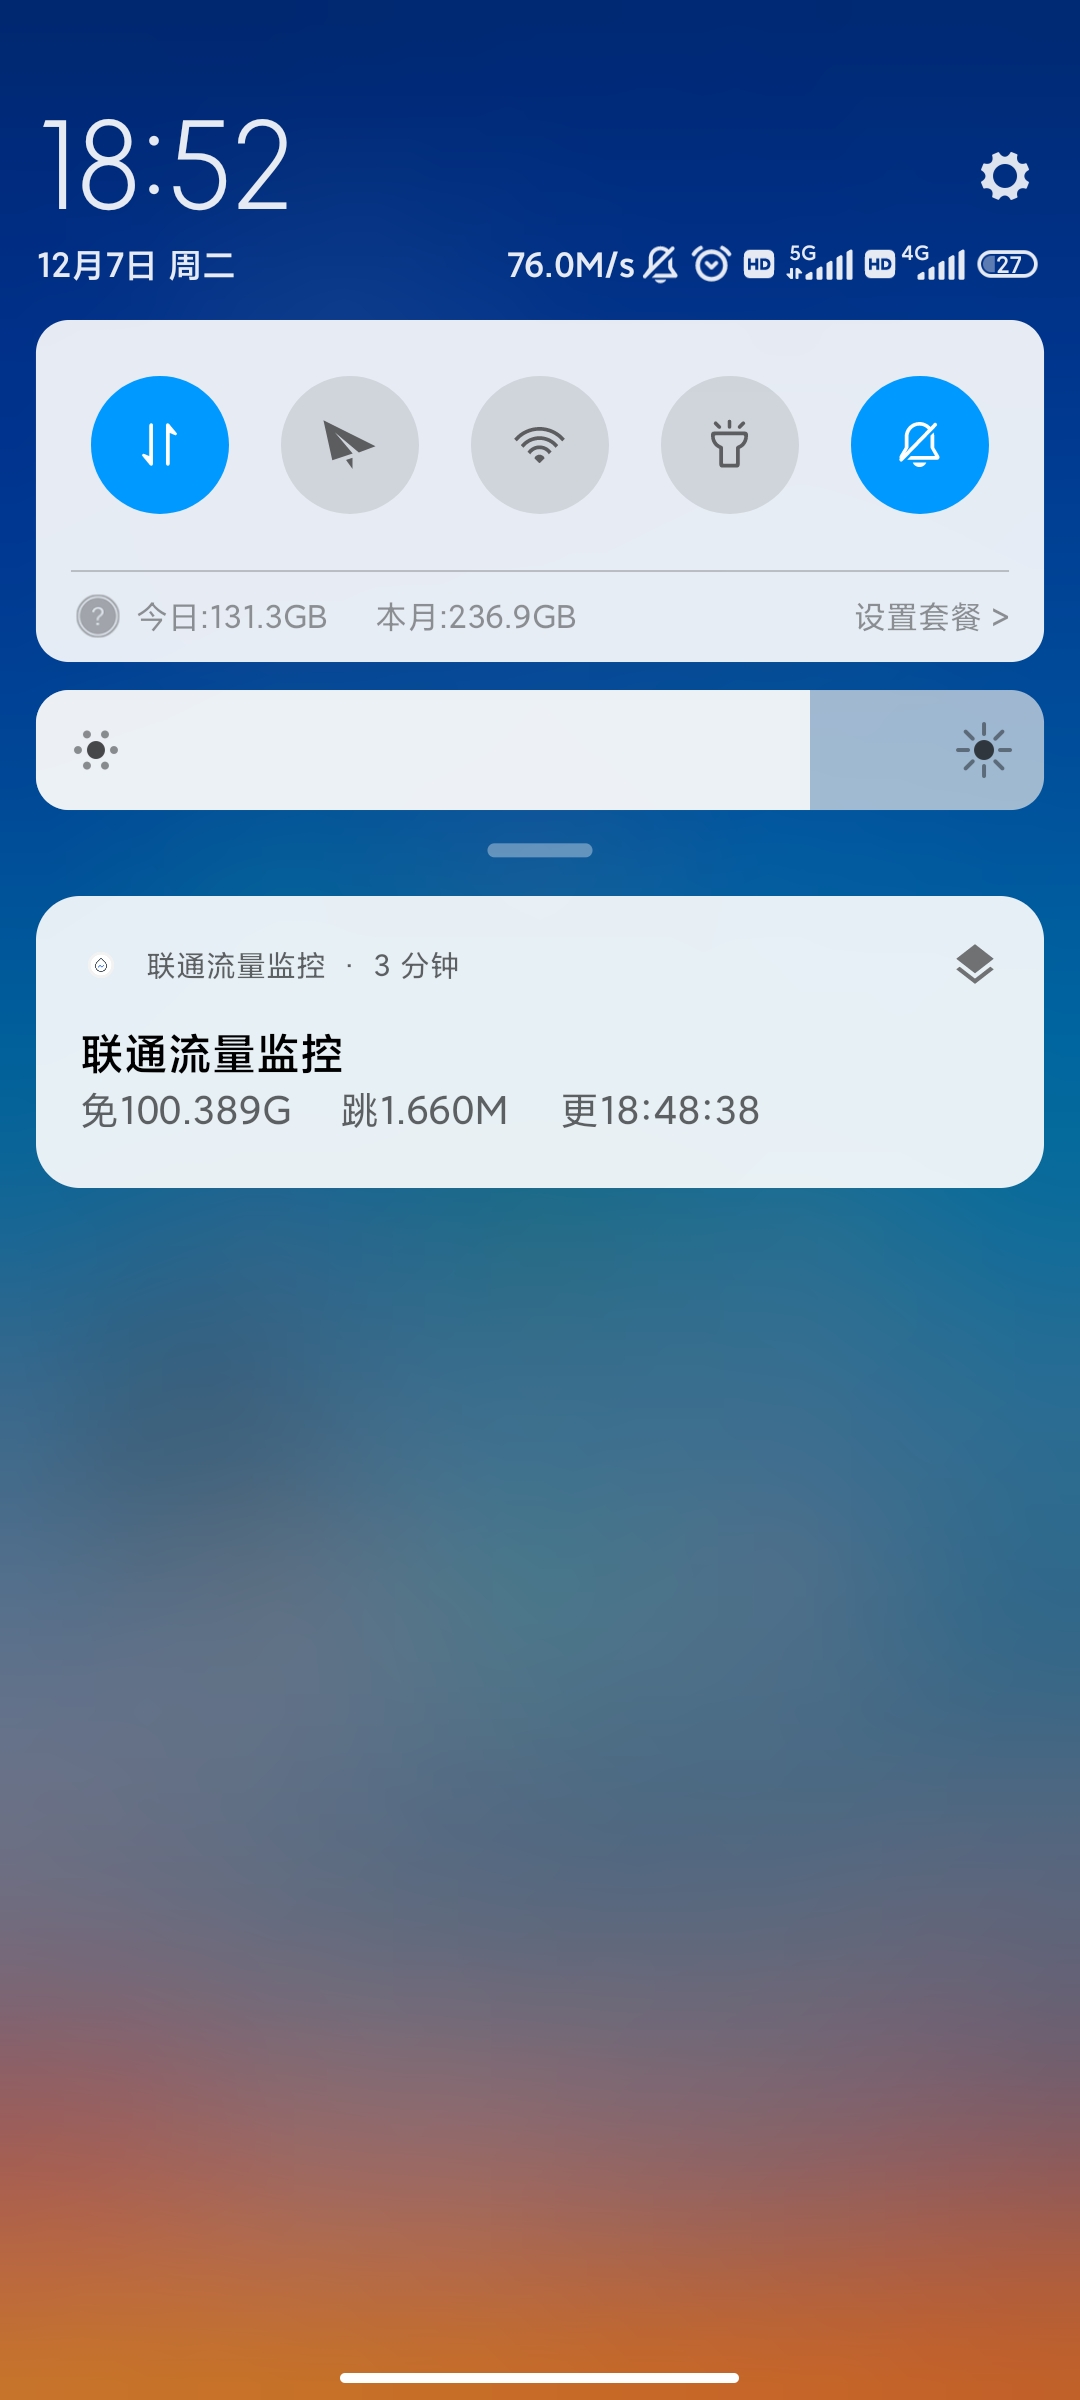 18:52
12月7日 周二 76.0M/s HD 5G HD 4G 27
? 今日:131.3GB 本月:236.9GB 设置套餐 >
联通流量监控 · 3 分钟
联通流量监控
免100.389G 跳1.660M 更18:48:38